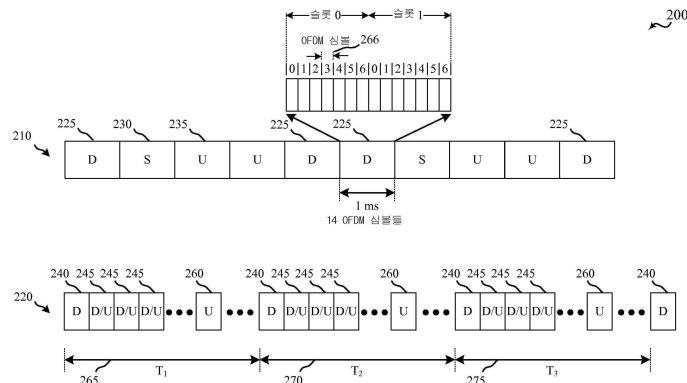 슬롯 0 슬롯 1
200
OFDM 심볼 266
0 1 2 3 4 5 6 0 1 2 3 4 5 6
225 230 235 225 225 225
210
D S U U D D S U U D
1 ms
14 OFDM 심볼들
240 245 245 245 260 240 245 245 245 260 240 245 245 245 260 240
220
D D/U D/U D/U U D D/U D/U D/U U D D/U D/U D/U U D
T₁ T₂ T₃
265 270 275